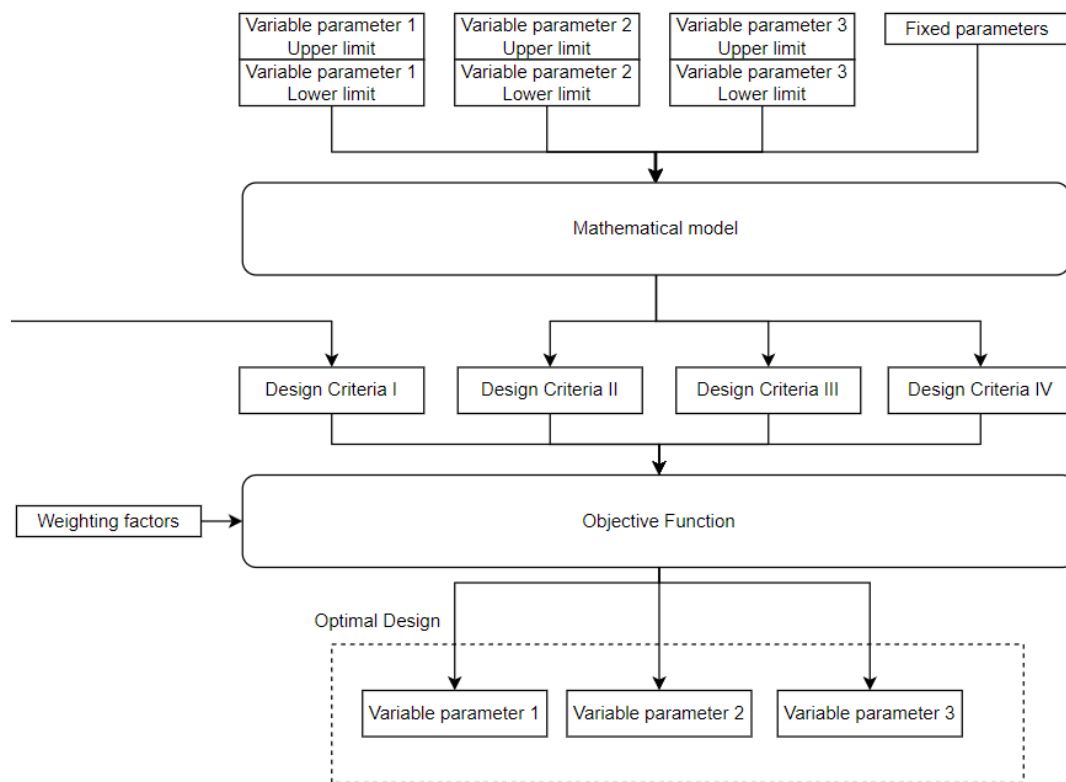 Variable parameter 1
Upper limit
Variable parameter 2
Upper limit
Variable parameter 3
Upper limit
Fixed parameters
Variable parameter 1
Lower limit
Variable parameter 2
Lower limit
Variable parameter 3
Lower limit
Mathematical model
Design Criteria I
Design Criteria II
Design Criteria III
Design Criteria IV
Weighting factors
Objective Function
Optimal Design
Variable parameter 1
Variable parameter 2
Variable parameter 3